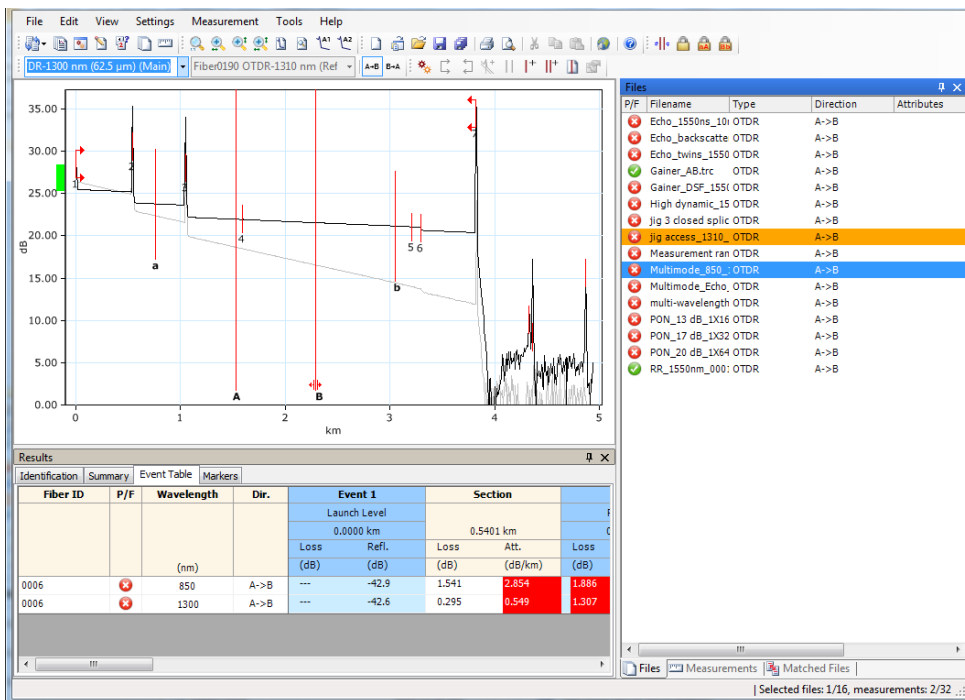 File Edit View Settings Measurement Tools Help
DR-1300 nm (62.5 µm) (Main) Fiber0190 OTDR-1310 nm (Ref A→B B→A
35.00
30.00
25.00
20.00
15.00
10.00
5.00
0.00
dB
1 2 4 5 6
a b
A B
0 1 2 3 4 5
km
Files
P/F Filename Type Direction Attributes
Echo_1550ns_10 OTDR A->B
Echo_backscatte OTDR A->B
Echo_twins_1550 OTDR A->B
Gainer_AB.trc OTDR A->B
Gainer_DSF_155 OTDR A->B
High dynamic_15 OTDR A->B
jig 3 closed splic OTDR A->B
jig access_1310_ OTDR A->B
Measurement ran OTDR A->B
Multimode_850_ OTDR A->B
Multimode_Echo_ OTDR A->B
multi-wavelength OTDR A->B
PON_13 dB_1X16 OTDR A->B
PON_17 dB_1X32 OTDR A->B
PON_20 dB_1X64 OTDR A->B
RR_1550nm_000 OTDR A->B
Results
Identification Summary Event Table Markers
Fiber ID P/F Wavelength Dir. Event 1 Section
Launch Level
0.0000 km 0.5401 km
Loss Refl. Loss Att. Loss
(nm) (dB) (dB) (dB) (dB/km) (dB)
0006 850 A->B --- -42.9 1.541 2.854 1.886
0006 1300 A->B --- -42.6 0.295 0.549 1.307
Files Measurements Matched Files
Selected files: 1/16, measurements: 2/32